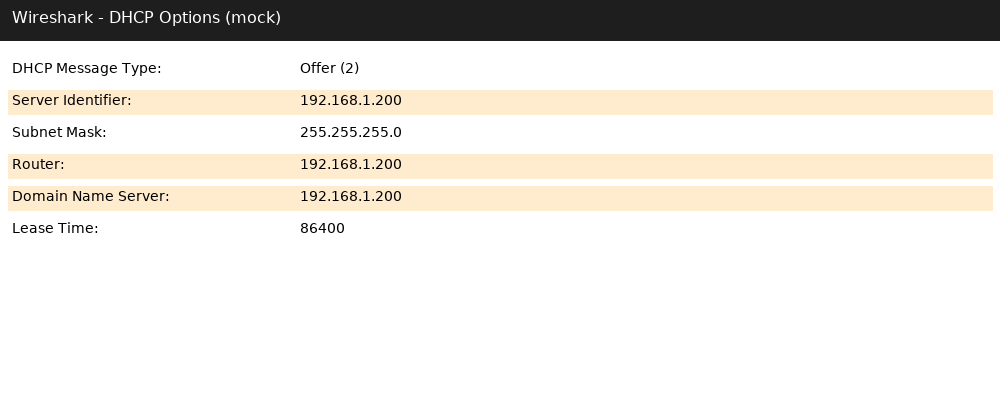 Wireshark - DHCP Options (mock)
DHCP Message Type: Offer (2)
Server Identifier: 192.168.1.200
Subnet Mask: 255.255.255.0
Router: 192.168.1.200
Domain Name Server: 192.168.1.200
Lease Time: 86400